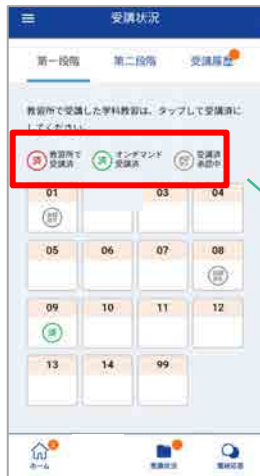 受講状況
第一段階 第二段階 受講履歴
教習所で受講した学科教習は、タップして受講済に
してください。
済 教習所で
受講済
済 オンデマンド
受講済
受講済
承認中
01 03 04
05 06 07 08
09 10 11 12
済
13 14 99
ホーム 受講状況 質疑応答